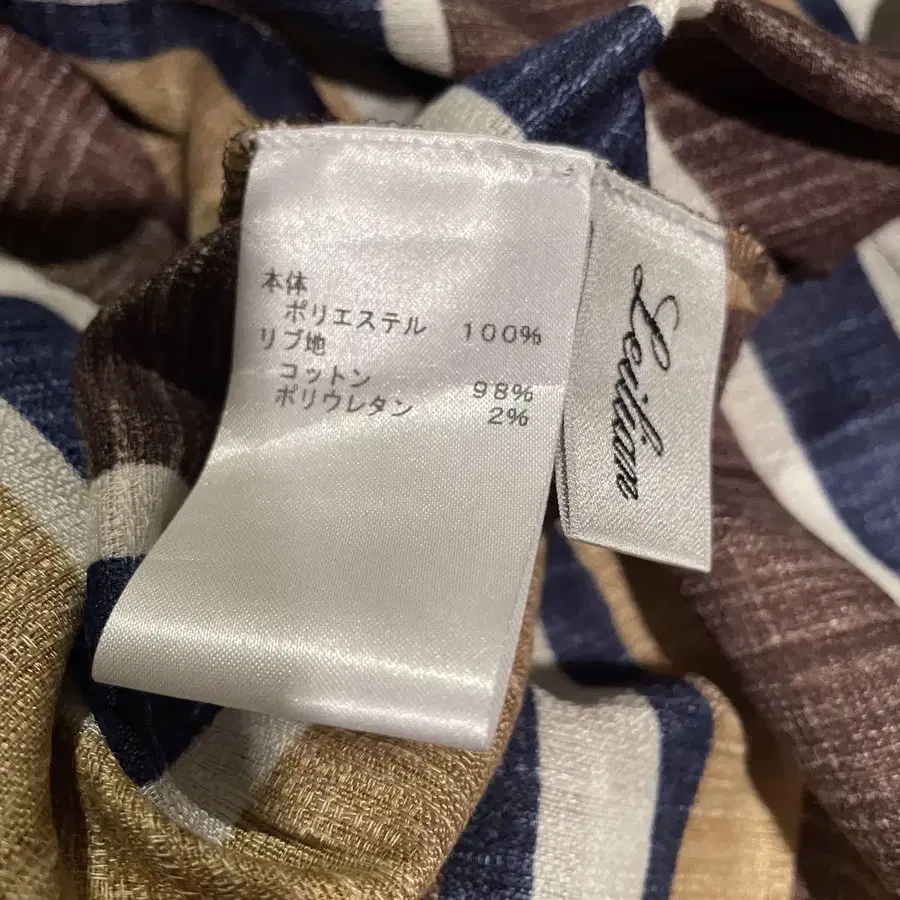 本体
ポリエステル 100%
リブ地
コットン 98%
ポリウレタン 2%
Leilian